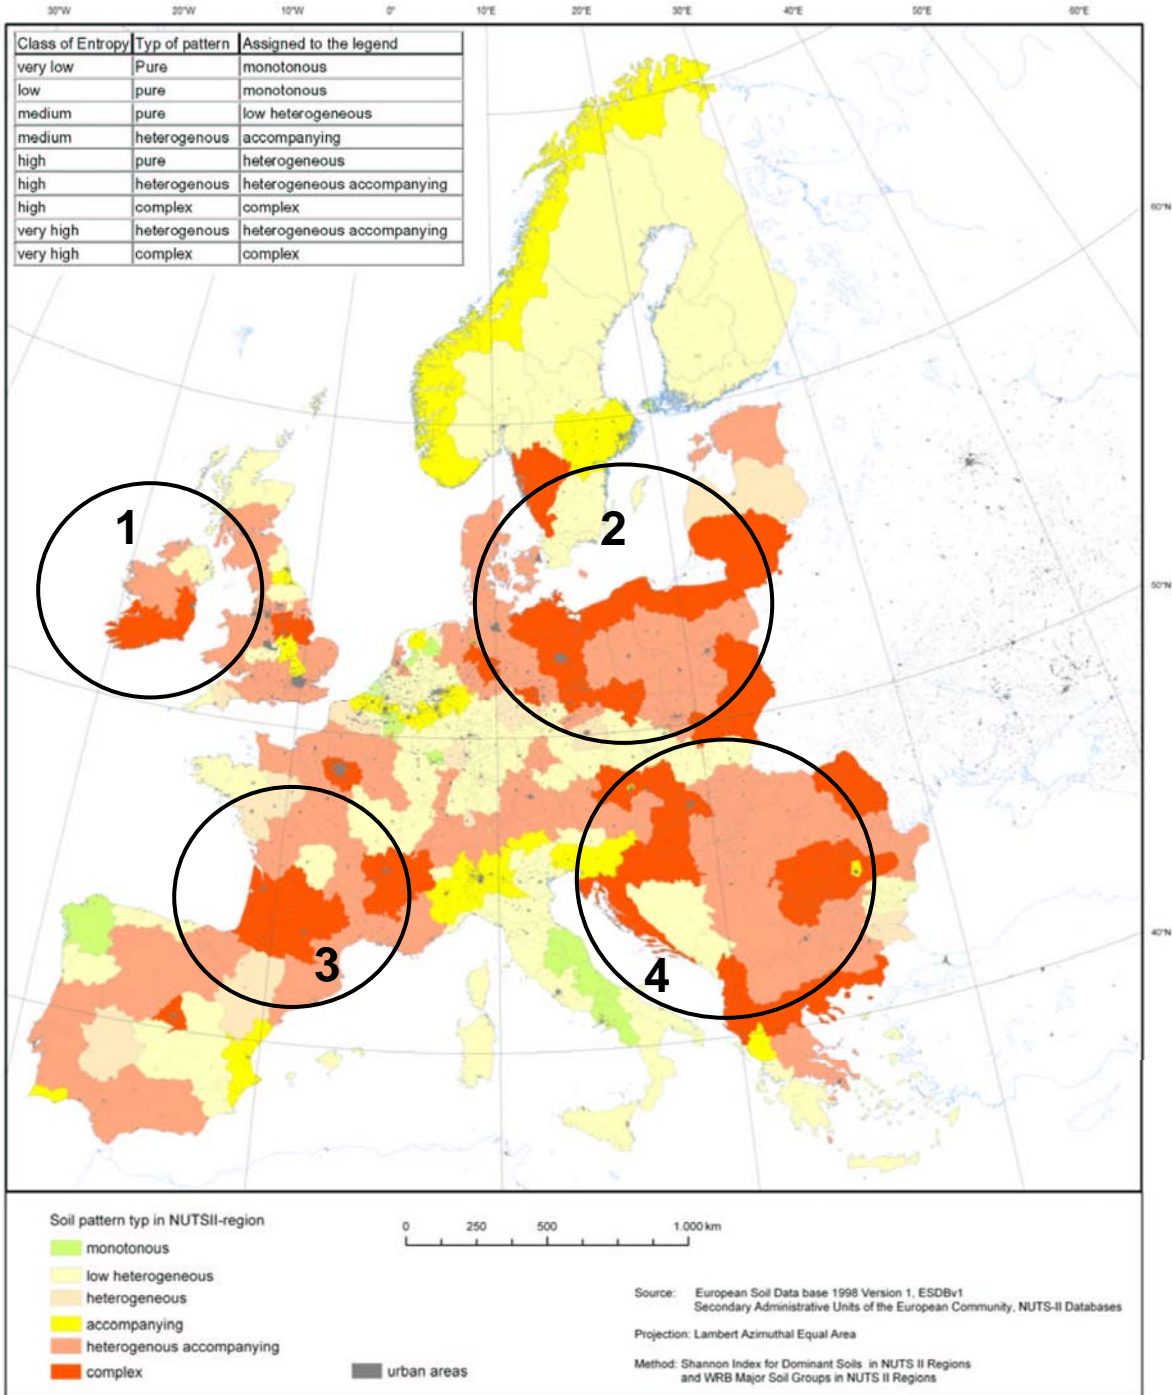 30°W 20°W 10°W 0° 10°E 20°E 30°E 40°E 50°E 60°E
Class of Entropy Typ of pattern Assigned to the legend
very low Pure monotonous
low pure monotonous
medium pure low heterogeneous
medium heterogenous accompanying
high pure heterogeneous
high heterogenous heterogeneous accompanying
high complex complex
very high heterogenous heterogeneous accompanying
very high complex complex
60°N
1
2
50°N
40°N
3
4
Soil pattern typ in NUTSII-region
monotonous
low heterogeneous
heterogeneous
accompanying
heterogenous accompanying
complex
urban areas
0 250 500 1.000 km
Source: European Soil Data base 1998 Version 1, ESDBv1
Secondary Administrative Units of the European Community, NUTS-II Databases
Projection: Lambert Azimuthal Equal Area
Method: Shannon Index for Dominant Soils in NUTS II Regions
and WRB Major Soil Groups in NUTS II Regions